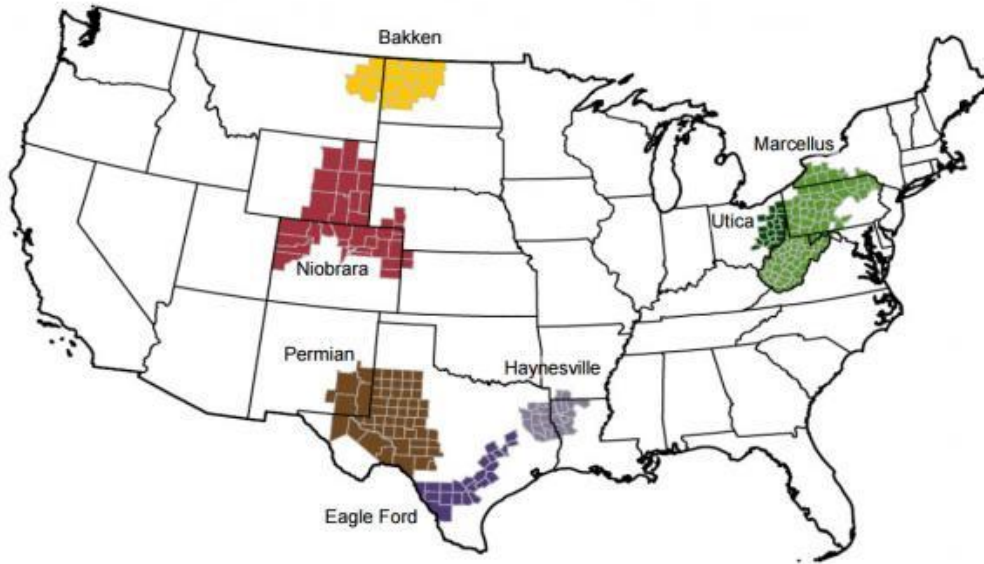 Bakken
Marcellus
Utica
Niobrara
Permian
Haynesville
Eagle Ford